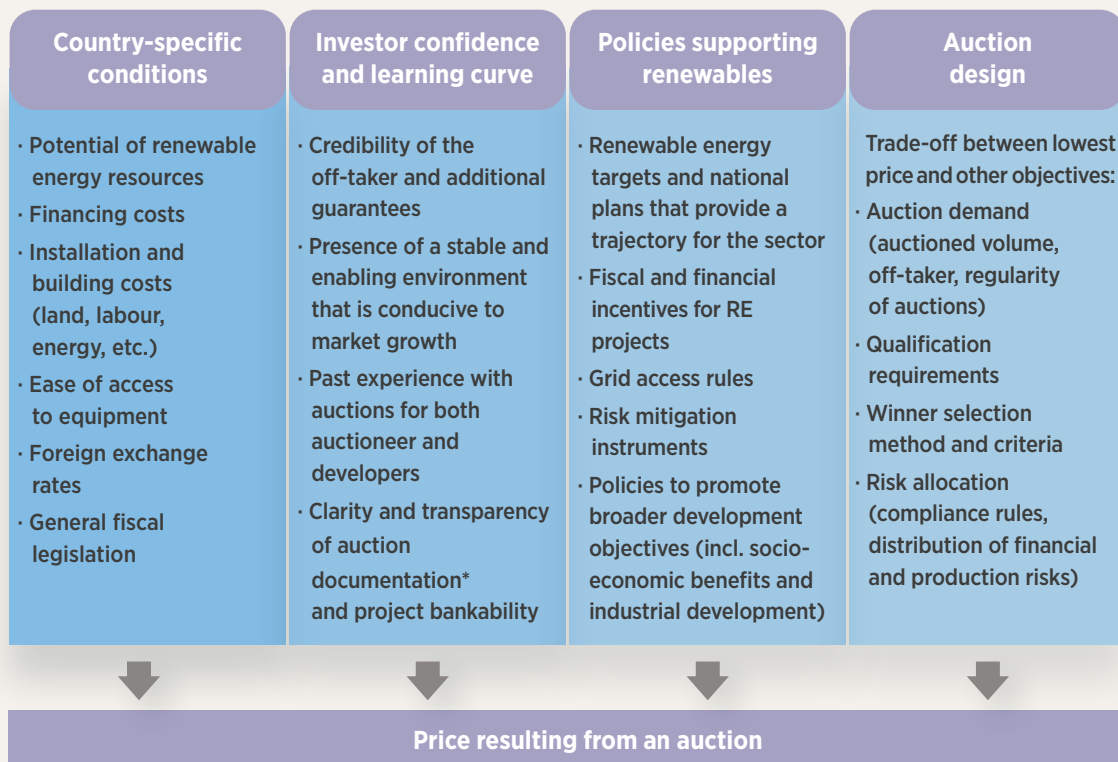 Country-specific
conditions
· Potential of renewable
energy resources
· Financing costs
· Installation and
building costs
(land, labour,
energy, etc.)
· Ease of access
to equipment
· Foreign exchange
rates
· General fiscal
legislation
Investor confidence
and learning curve
· Credibility of the
off-taker and additional
guarantees
· Presence of a stable and
enabling environment
that is conducive to
market growth
· Past experience with
auctions for both
auctioneer and
developers
· Clarity and transparency
of auction
documentation*
and project bankability
Policies supporting
renewables
· Renewable energy
targets and national
plans that provide a
trajectory for the sector
· Fiscal and financial
incentives for RE
projects
· Grid access rules
· Risk mitigation
instruments
· Policies to promote
broader development
objectives (incl. socio-
economic benefits and
industrial development)
Auction
design
Trade-off between lowest
price and other objectives:
· Auction demand
(auctioned volume,
off-taker, regularity
of auctions)
· Qualification
requirements
· Winner selection
method and criteria
· Risk allocation
(compliance rules,
distribution of financial
and production risks)
Price resulting from an auction